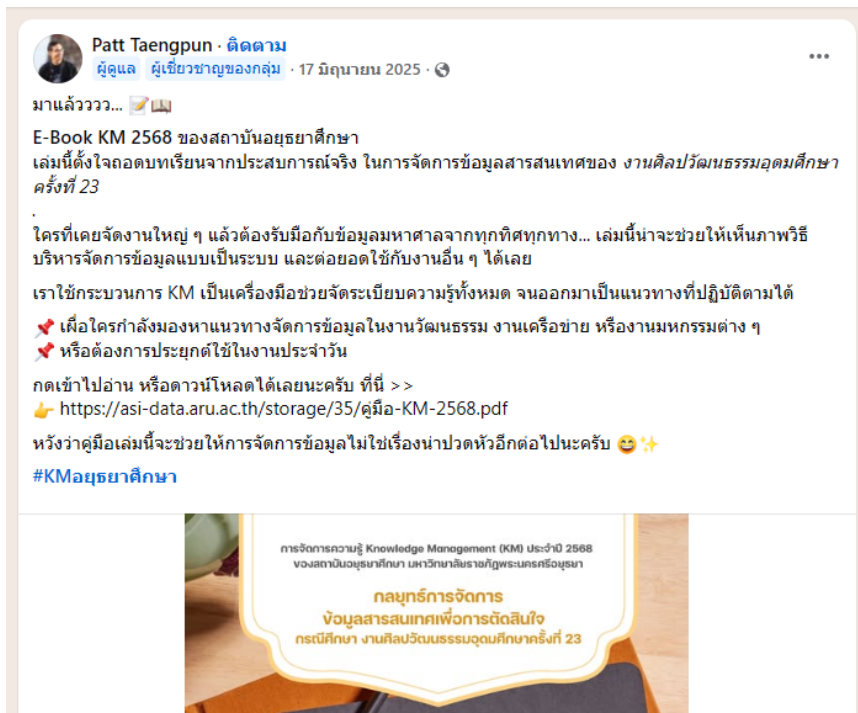 Patt Taengpun · ติดตาม
ผู้ดูแล ผู้เชี่ยวชาญของกลุ่ม · 17 มิถุนายน 2025 ·
มาแล้วววว... 📝📖
E-Book KM 2568 ของสถาบันอยุธยาศึกษา
เล่มนี้ตั้งใจถอดบทเรียนจากประสบการณ์จริง ในการจัดการข้อมูลสารสนเทศของ งานศิลปวัฒนธรรมอุดมศึกษา
ครั้งที่ 23
.
ใครที่เคยจัดงานใหญ่ ๆ แล้วต้องรับมือกับข้อมูลมหาศาลจากทุกทิศทุกทาง... เล่มนี้น่าจะช่วยให้เห็นภาพวิธี
บริหารจัดการข้อมูลแบบเป็นระบบ และต่อยอดใช้กับงานอื่น ๆ ได้เลย
เราใช้กระบวนการ KM เป็นเครื่องมือช่วยจัดระเบียบความรู้ทั้งหมด จนออกมาเป็นแนวทางที่ปฏิบัติตามได้
📌 เผื่อใครกำลังมองหาแนวทางจัดการข้อมูลในงานวัฒนธรรม งานเครือข่าย หรืองานมหกรรมต่าง ๆ
📌 หรือต้องการประยุกต์ใช้ในงานประจำวัน
กดเข้าไปอ่าน หรือดาวน์โหลดได้เลยนะครับ ที่นี่ >>
👉 https://asi-data.aru.ac.th/storage/35/คู่มือ-KM-2568.pdf
หวังว่าคู่มือเล่มนี้จะช่วยให้การจัดการข้อมูลไม่ใช่เรื่องน่าปวดหัวอีกต่อไปนะครับ 😄✨
#KMอยุธยาศึกษา
การจัดการความรู้ Knowledge Management (KM) ประจำปี 2568
ของสถาบันอยุธยาศึกษา มหาวิทยาลัยราชภัฏพระนครศรีอยุธยา
กลยุทธ์การจัดการ
ข้อมูลสารสนเทศเพื่อการตัดสินใจ
กรณีศึกษา งานศิลปวัฒนธรรมอุดมศึกษาครั้งที่ 23